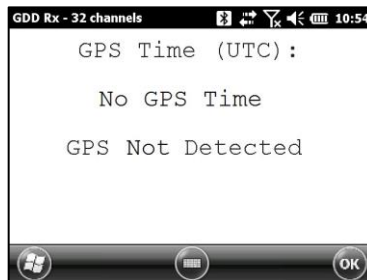 GDD Rx - 32 channels 10:54
GPS Time (UTC):
No GPS Time
GPS Not Detected
OK